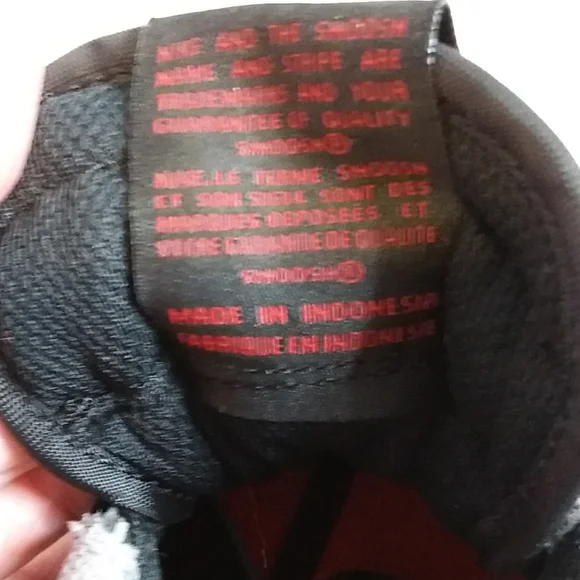 NIKE AND THE SWOOSH
NAME AND STRIPE ARE
AND YOUR
GUARANTEE OF QUALITY
SWOOSH®
NIKE, LE TERME SWOOSH
ET SON SIGLE SONT DES
MARQUES DEPOSEES ET
VOTRE GARANTIE DE QUALITE
SWOOSH®
MADE IN INDONESIA
FABRIQUE EN INDONESIE